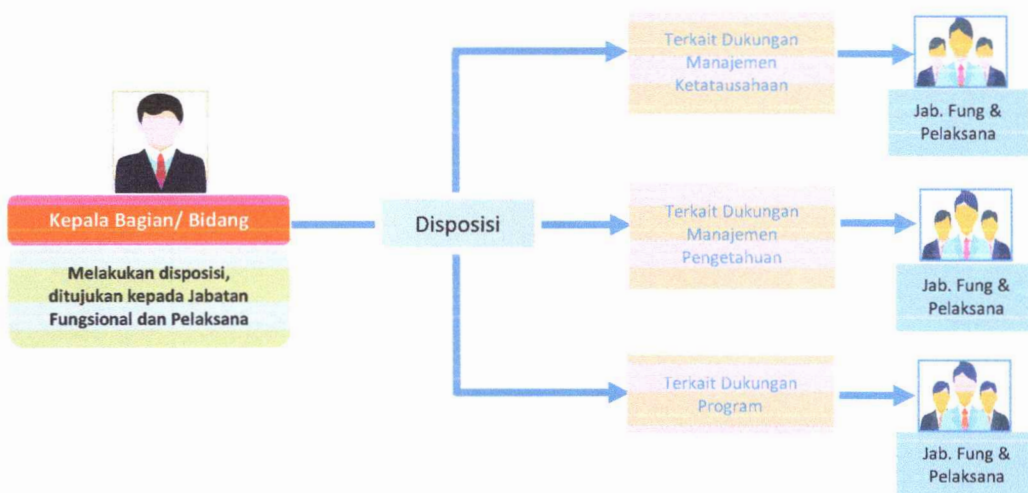 Kepala Bagian/ Bidang
Melakukan disposisi,
ditujukan kepada Jabatan
Fungsional dan Pelaksana
Disposisi
Terkait Dukungan
Manajemen
Ketatausahaan
Jab. Fung &
Pelaksana
Terkait Dukungan
Manajemen
Pengetahuan
Jab. Fung &
Pelaksana
Terkait Dukungan
Program
Jab. Fung &
Pelaksana